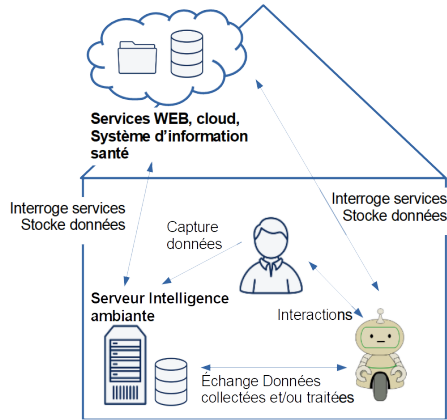 Services WEB, cloud,
Système d'information
santé
Interroge services
Stocke données
Interroge services
Stocke données
Capture
données
Serveur Intelligence
ambiante
Interactions
Échange Données
collectées et/ou traitées